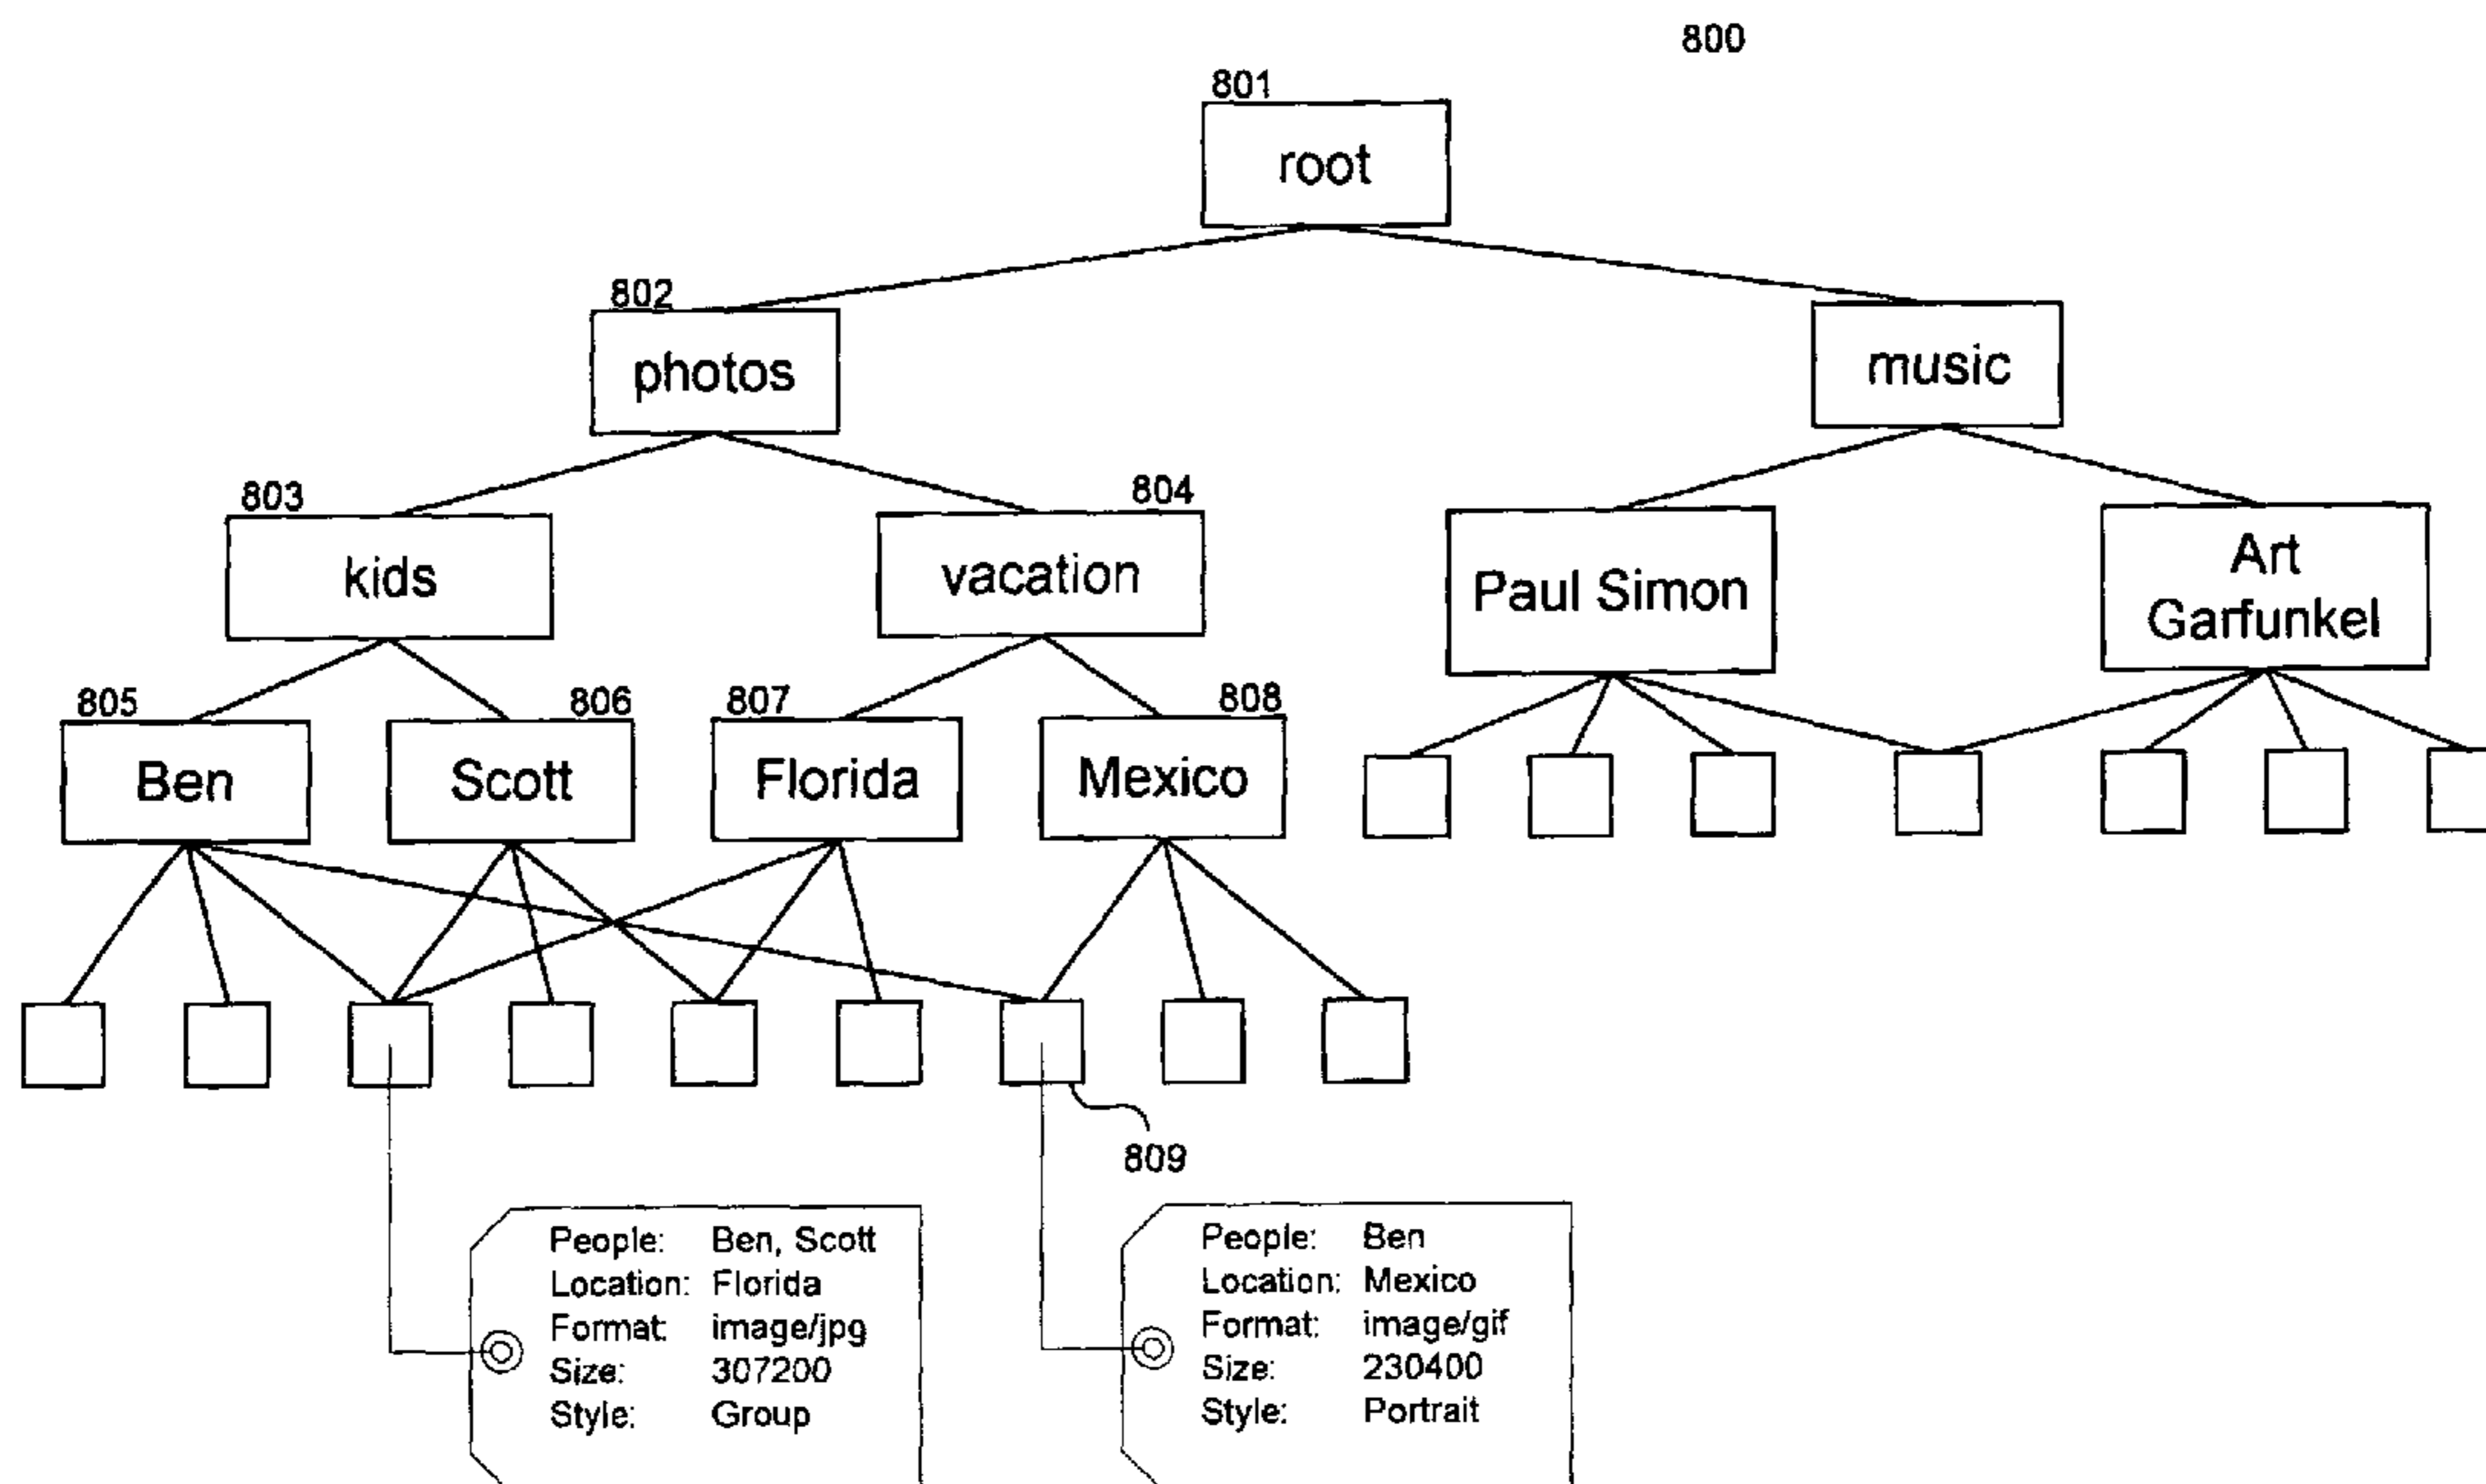 800
801
root
802
photos
music
803
kids
804
vacation
Paul Simon
Art
Garfunkel
805
Ben
806
Scott
807
Florida
808
Mexico
809
People: Ben, Scott
Location: Florida
Format: image/jpg
Size: 307200
Style: Group
People: Ben
Location: Mexico
Format: image/gif
Size: 230400
Style: Portrait